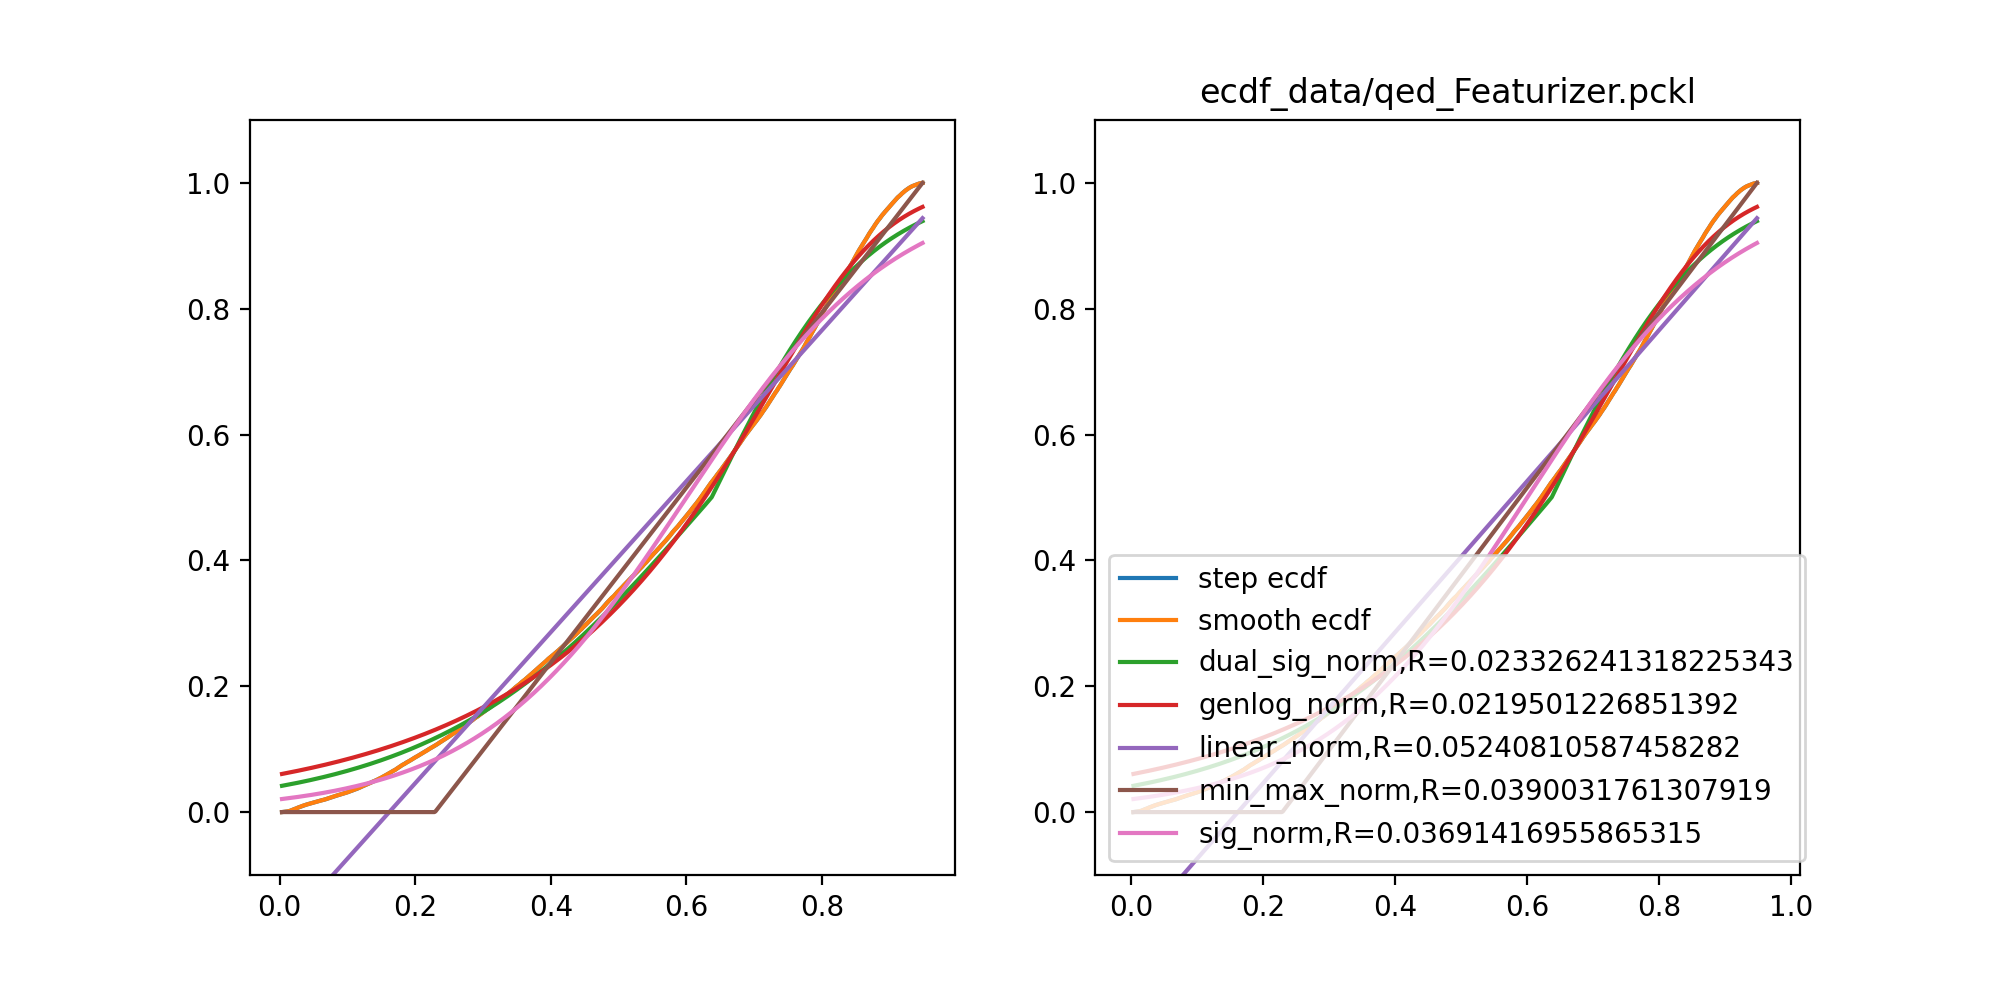 ecdf_data/qed_Featurizer.pckl
1.0
0.8
0.6
0.4
0.2
0.0
0.0 0.2 0.4 0.6 0.8
1.0
0.8
0.6
0.4
0.2
0.0
step ecdf
smooth ecdf
dual_sig_norm,R=0.023326241318225343
genlog_norm,R=0.0219501226851392
linear_norm,R=0.05240810587458282
min_max_norm,R=0.0390031761307919
sig_norm,R=0.03691416955865315
0.0 0.2 0.4 0.6 0.8 1.0